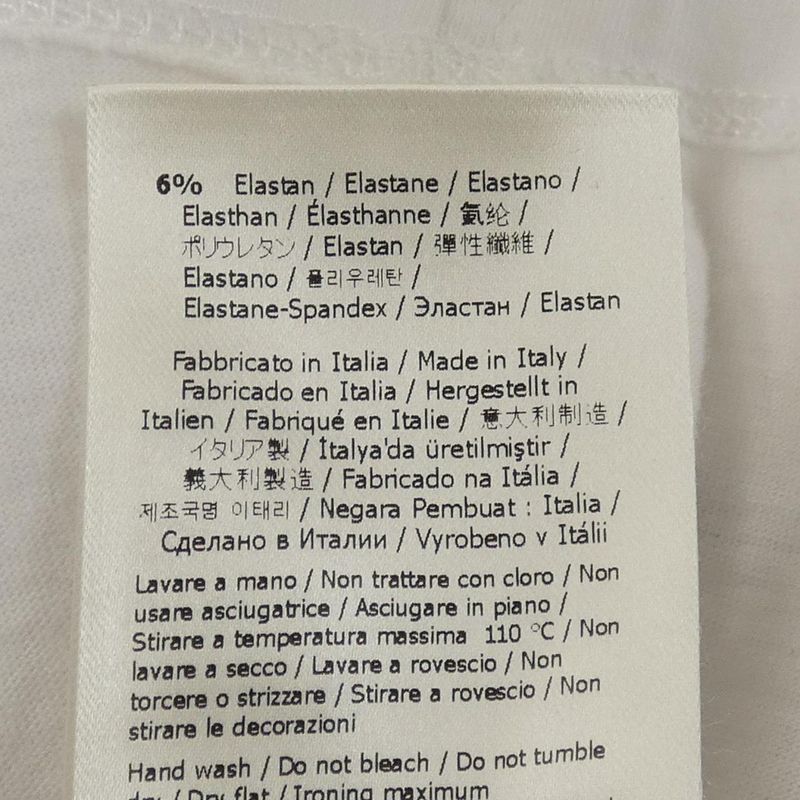 6% Elastan / Elastane / Elastano /
Elasthan / Élasthanne / 氨纶 /
ポリウレタン / Elastan / 彈性纖維 /
Elastano / 폴리우레탄 /
Elastane-Spandex / Эластан / Elastan
Fabbricato in Italia / Made in Italy /
Fabricado en Italia / Hergestellt in
Italien / Fabriqué en Italie / 意大利制造 /
イタリア製 / İtalya'da üretilmiştir /
義大利製造 / Fabricado na Itália /
제조국명 이태리 / Negara Pembuat : Italia /
Сделано в Италии / Vyrobeno v Itálii
Lavare a mano / Non trattare con cloro / Non
usare asciugatrice / Asciugare in piano /
Stirare a temperatura massima 110 °C / Non
lavare a secco / Lavare a rovescio / Non
torcere o strizzare / Stirare a rovescio / Non
stirare le decorazioni
Hand wash / Do not bleach / Do not tumble
dry / Dry flat / Ironing maximum